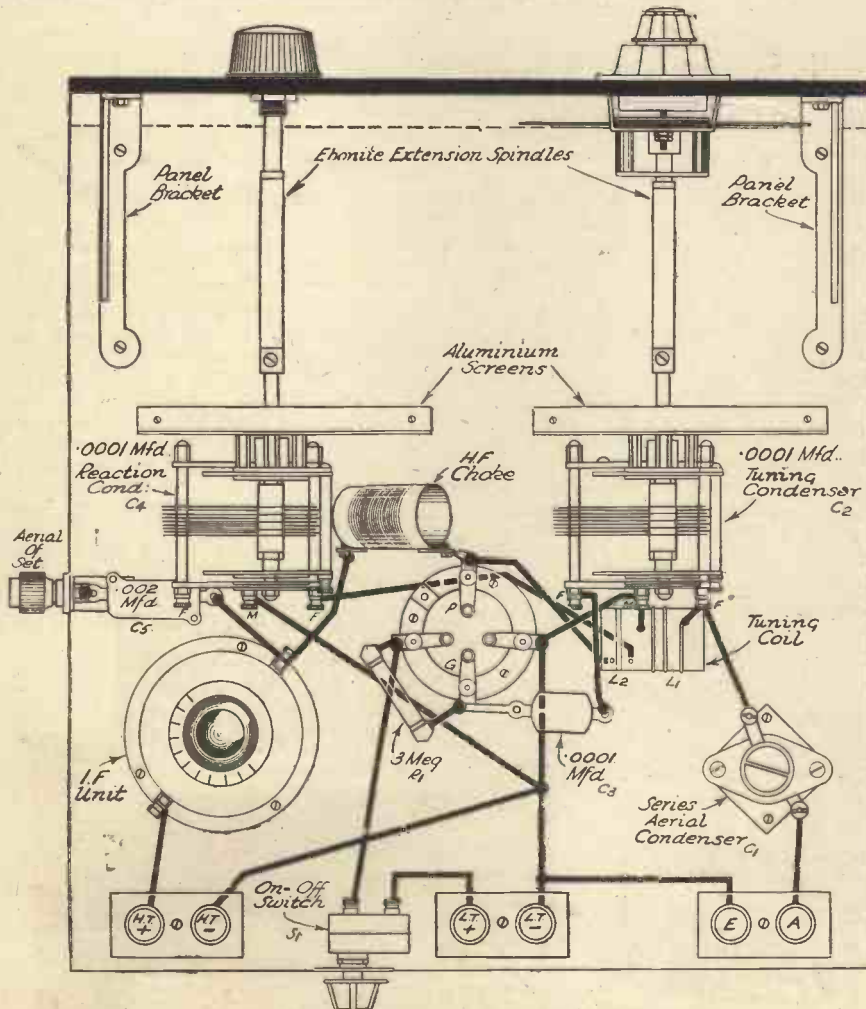 Ebonite Extension Spindles
Panel
Bracket
Panel
Bracket
Aluminium
Screens
.0001 Mfd.
Reaction
Cond:
C4
H.F
Choke
.0001 Mfd..
Tuning
Condenser
C2
Aerial
Of
Set
.002
Mfd
C5
F
M
F
P
G
F
M
F
L2
L1
Tuning
Coil
I.F
Unit
3 Meg
R1
.0001
Mfd
C3
Series
Aerial
Condenser C1
On-Off
Switch
S1
H.T.
+
H.T
-
L.T.
+
L.T
-
E
A